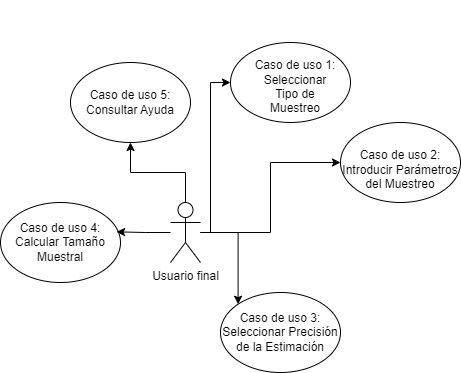 Caso de uso 1:
Seleccionar
Tipo de
Muestreo
Caso de uso 5:
Consultar Ayuda
Caso de uso 2:
Introducir Parámetros
del Muestreo
Caso de uso 4:
Calcular Tamaño
Muestral
Usuario final
Caso de uso 3:
Seleccionar Precisión
de la Estimación